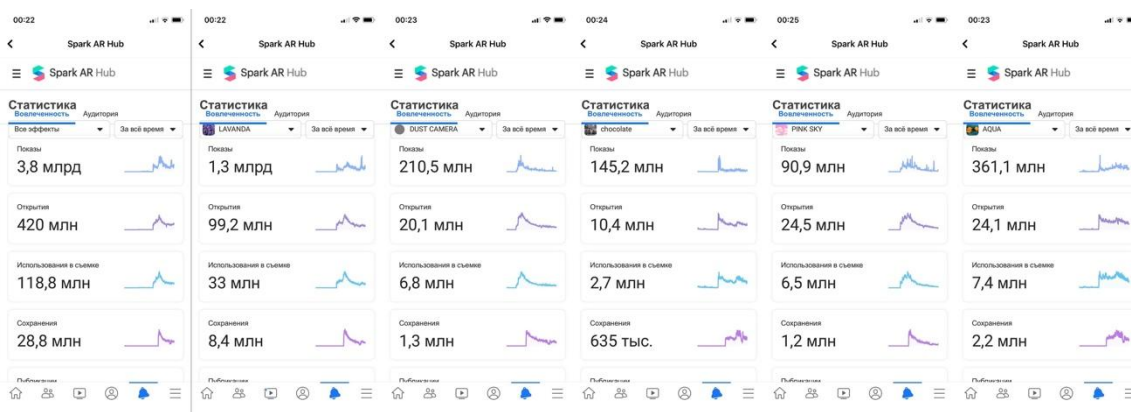 00:22
Spark AR Hub
Spark AR Hub
Статистика
Вовлеченность Аудитория
Все эффекты За всё время
Показы
3,8 млрд
Открытия
420 млн
Использования в съемке
118,8 млн
Сохранения
28,8 млн
Публикации
00:22
Spark AR Hub
Spark AR Hub
Статистика
Вовлеченность Аудитория
LAVANDA За всё время
Показы
1,3 млрд
Открытия
99,2 млн
Использования в съемке
33 млн
Сохранения
8,4 млн
Публикации
00:23
Spark AR Hub
Spark AR Hub
Статистика
Вовлеченность Аудитория
DUST CAMERA За всё время
Показы
210,5 млн
Открытия
20,1 млн
Использования в съемке
6,8 млн
Сохранения
1,3 млн
Публикации
00:24
Spark AR Hub
Spark AR Hub
Статистика
Вовлеченность Аудитория
chocolate За всё время
Показы
145,2 млн
Открытия
10,4 млн
Использования в съемке
2,7 млн
Сохранения
635 тыс.
Публикации
00:25
Spark AR Hub
Spark AR Hub
Статистика
Вовлеченность Аудитория
PINK SKY За всё время
Показы
90,9 млн
Открытия
24,5 млн
Использования в съемке
6,5 млн
Сохранения
1,2 млн
Публикации
00:23
Spark AR Hub
Spark AR Hub
Статистика
Вовлеченность Аудитория
AQUA За всё время
Показы
361,1 млн
Открытия
24,1 млн
Использования в съемке
7,4 млн
Сохранения
2,2 млн
Публикации